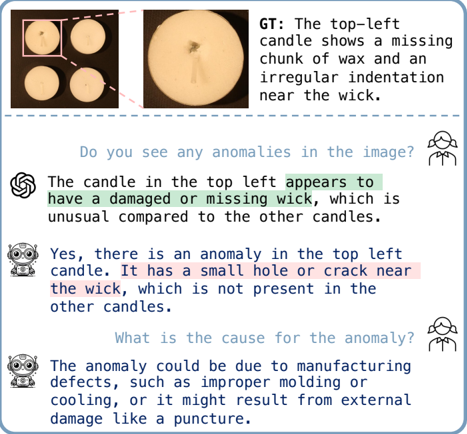 GT: The top-left
candle shows a missing
chunk of wax and an
irregular indentation
near the wick.
Do you see any anomalies in the image?
The candle in the top left appears to
have a damaged or missing wick, which is
unusual compared to the other candles.
Yes, there is an anomaly in the top left
candle. It has a small hole or crack near
the wick, which is not present in the
other candles.
What is the cause for the anomaly?
The anomaly could be due to manufacturing
defects, such as improper molding or
cooling, or it might result from external
damage like a puncture.